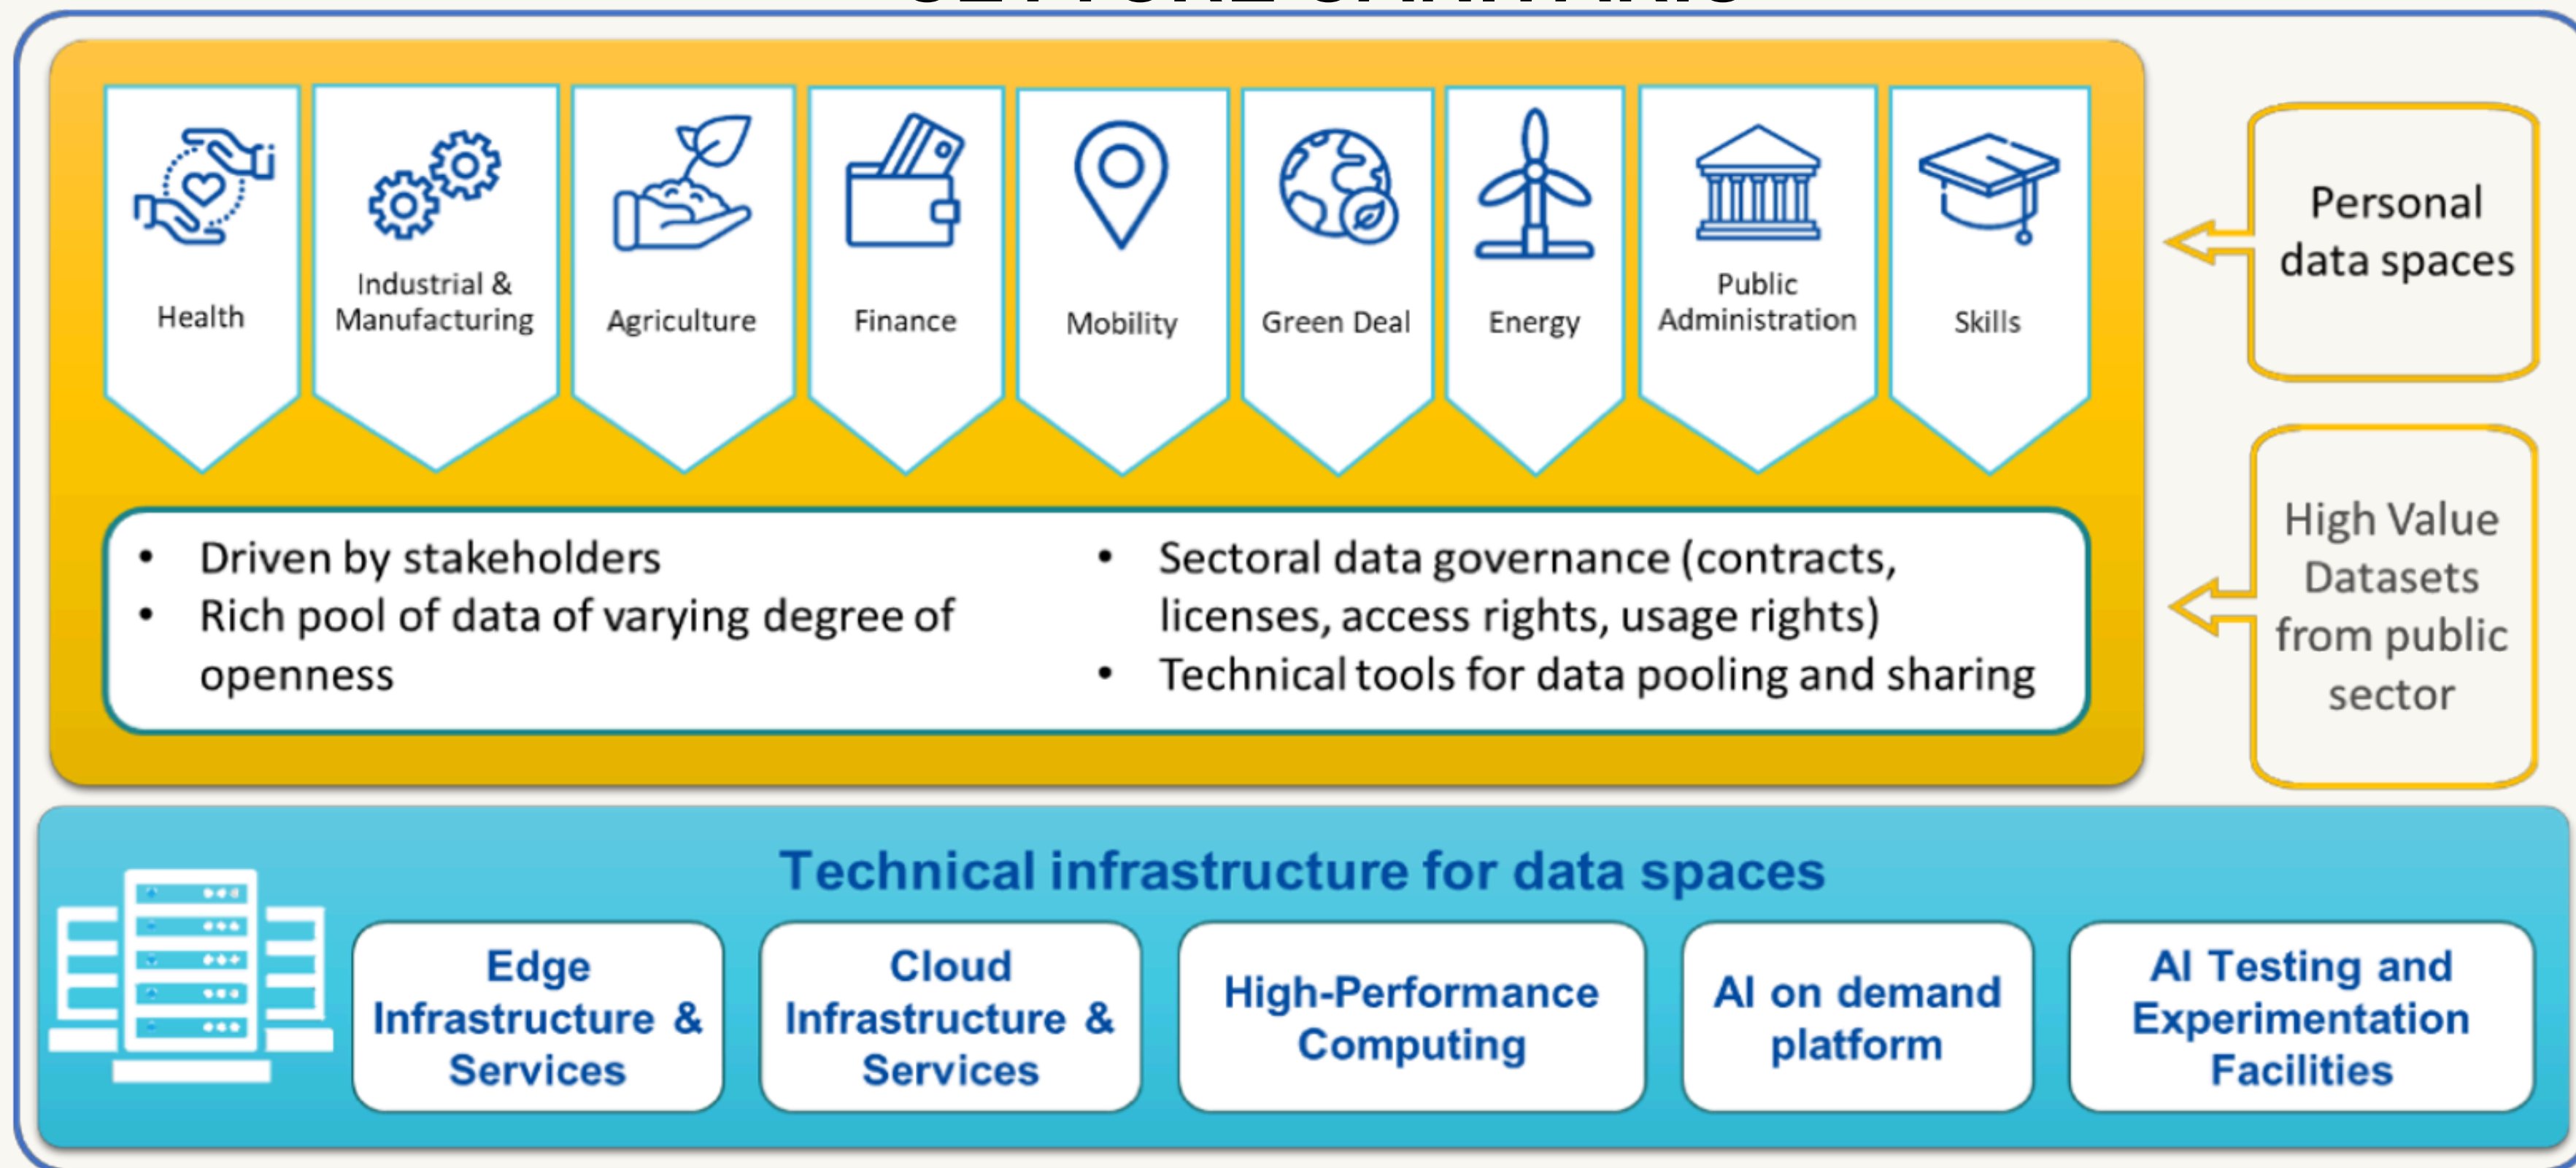 Health
Industrial &
Manufacturing
Agriculture
Finance
Mobility
Green Deal
Energy
Public
Administration
Skills
Personal
data spaces
• Driven by stakeholders
• Rich pool of data of varying degree of
openness
• Sectoral data governance (contracts,
licenses, access rights, usage rights)
• Technical tools for data pooling and sharing
High Value
Datasets
from public
sector
Technical infrastructure for data spaces
Edge
Infrastructure &
Services
Cloud
Infrastructure &
Services
High-Performance
Computing
AI on demand
platform
AI Testing and
Experimentation
Facilities